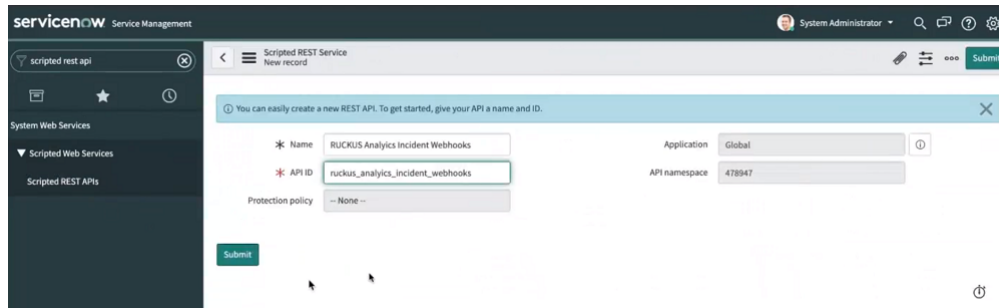 servicenow Service Management
System Administrator
scripted rest api
Scripted REST Service
New record
Submit
You can easily create a new REST API. To get started, give your API a name and ID.
System Web Services
Name RUCKUS Analyics Incident Webhooks
Application Global
Scripted Web Services
API ID ruckus_analyics_incident_webhooks
API namespace 478947
Scripted REST APIs
Protection policy -- None --
Submit